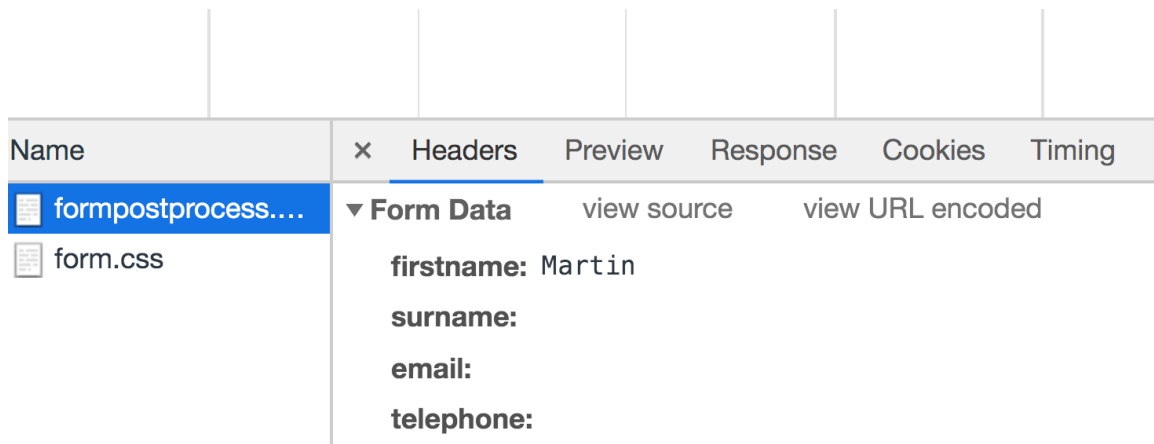 Name × Headers Preview Response Cookies Timing
formpostprocess.... ▼ Form Data view source view URL encoded
form.css
firstname: Martin
surname:
email:
telephone: